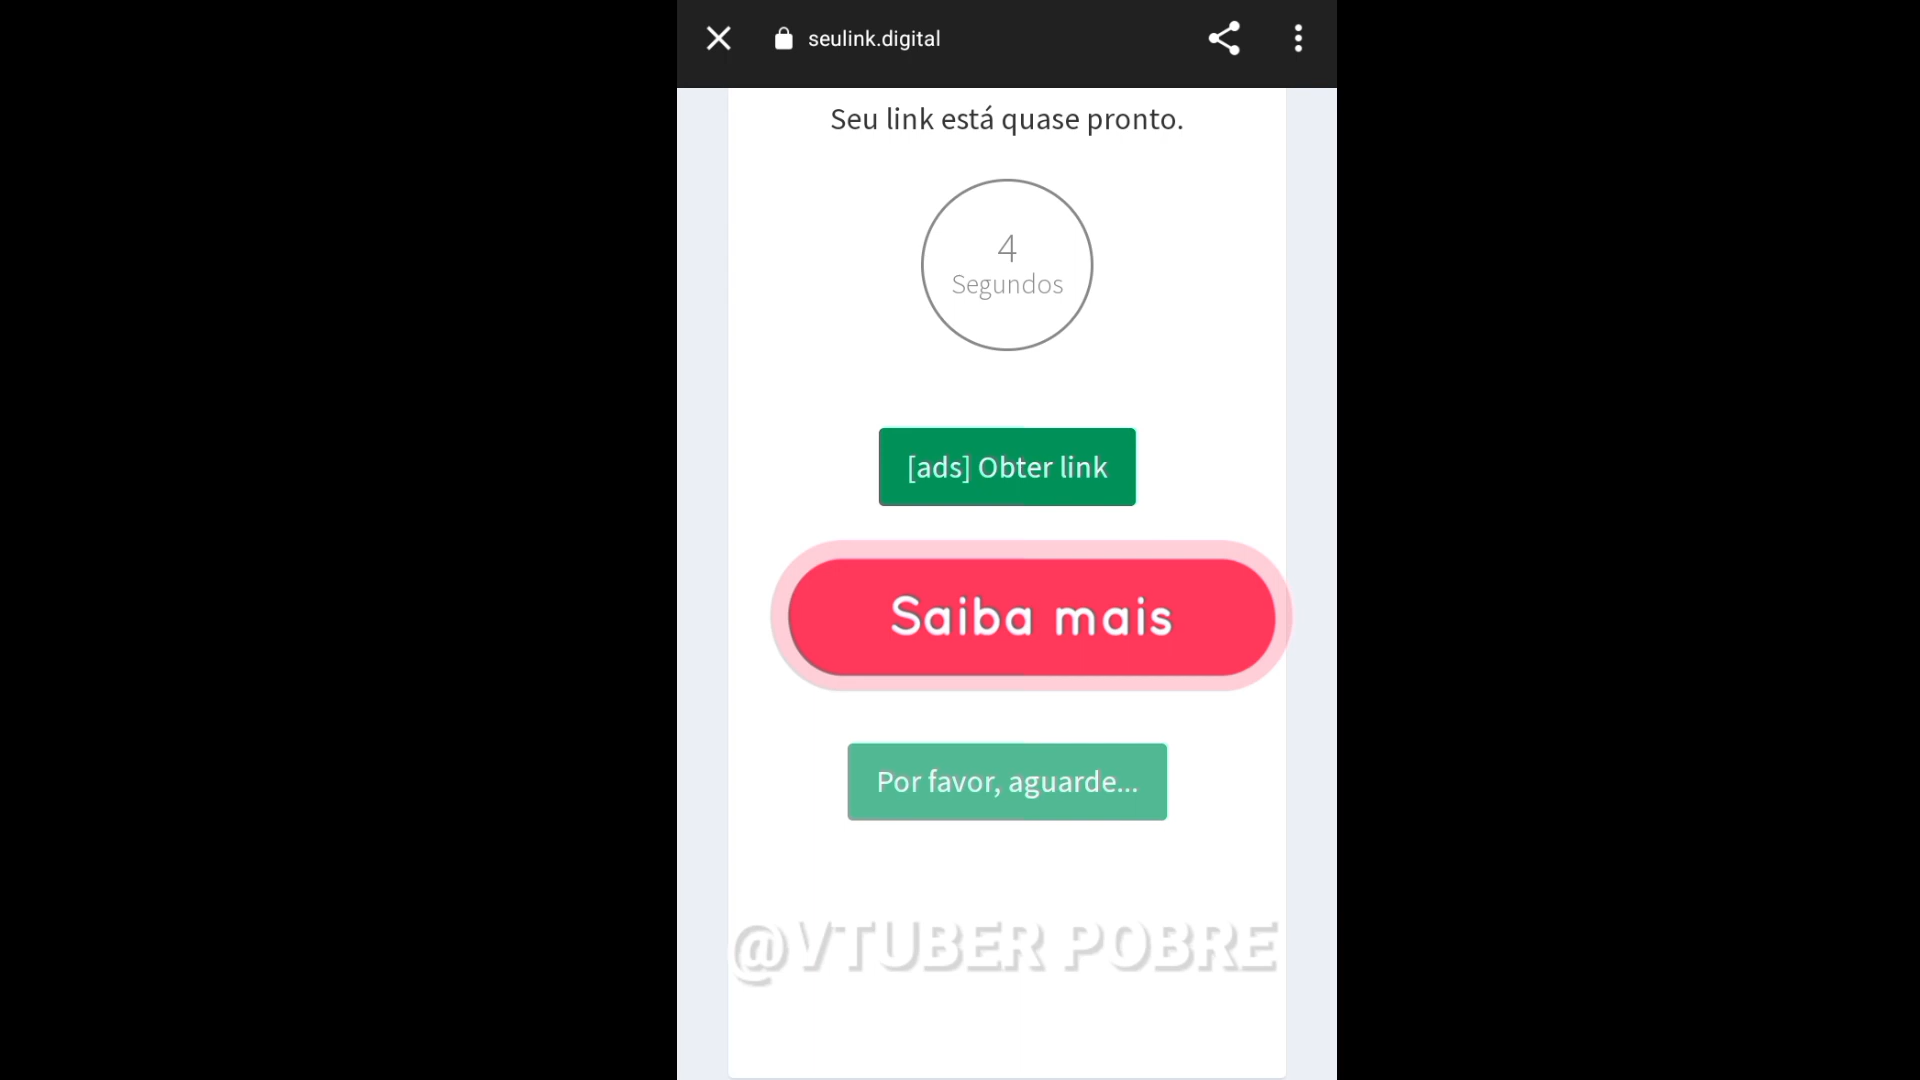 seulink.digital
Seu link está quase pronto.
4
Segundos
[ads] Obter link
Saiba mais
Por favor, aguarde...
@VTUBER POBRE